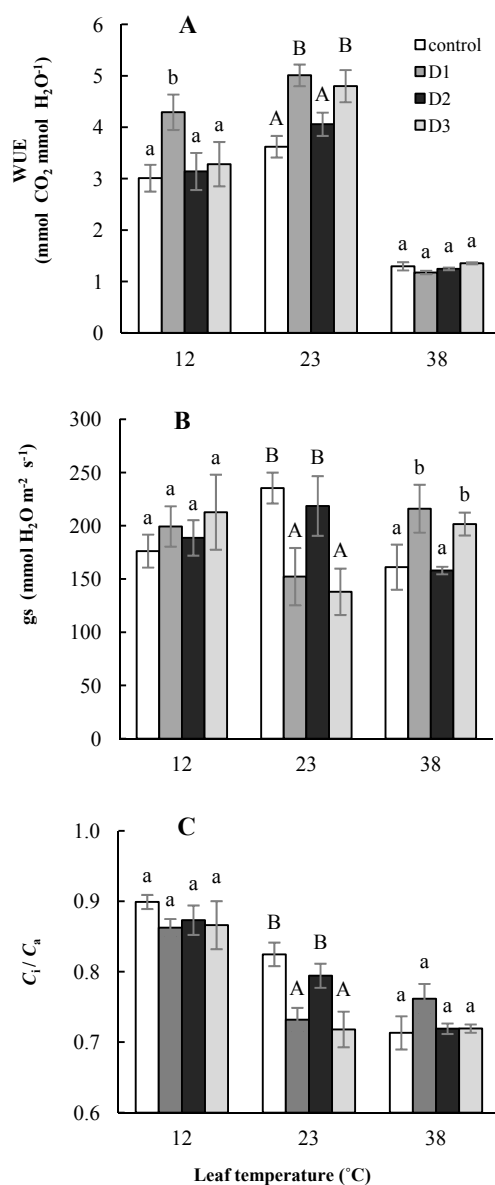 A
WUE
(mmol CO₂ mmol H₂O⁻¹)
6
5
4
3
2
1
0
a
b
a
a
A
B
A
B
a
a
a
a
control
D1
D2
D3
12
23
38
B
gs (mmol H₂O m⁻² s⁻¹)
300
250
200
150
100
50
0
a
a
a
a
B
A
B
A
a
b
a
b
12
23
38
C
Cᵢ / Cₐ
1.0
0.9
0.8
0.7
0.6
a
a
a
a
B
A
B
A
a
a
a
a
12
23
38
Leaf temperature (˚C)